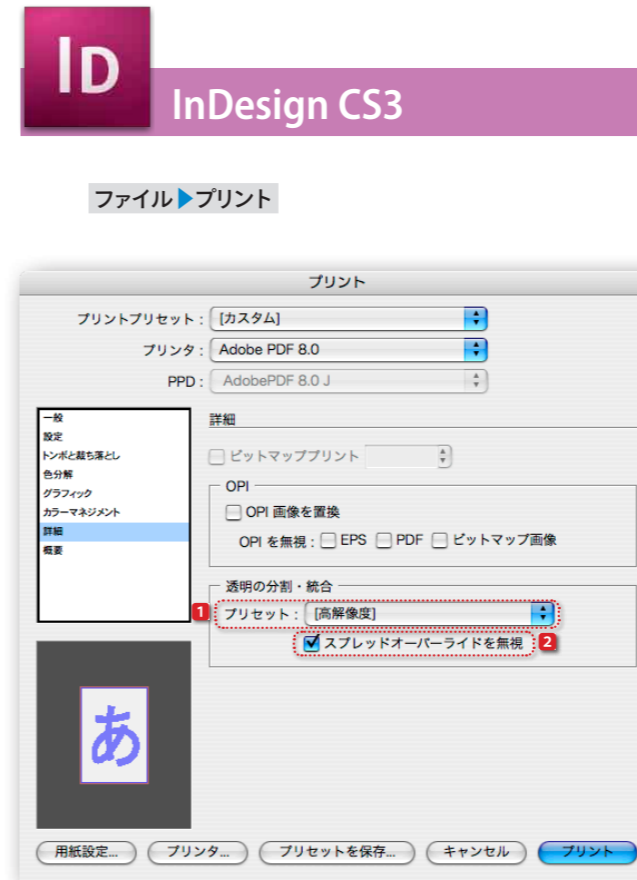 ID
InDesign CS3
ファイル▶プリント
プリント
プリントプリセット： [カスタム]
プリンタ： Adobe PDF 8.0
PPD： AdobePDF 8.0 J
一般
設定
トンボと裁ち落とし
色分解
グラフィック
カラーマネジメント
詳細
概要
詳細
ビットマッププリント
OPI
OPI 画像を置換
OPI を無視： EPS PDF ビットマップ画像
透明の分割・統合
1 プリセット： [高解像度]
スプレッドオーバーライドを無視 2
あ
用紙設定... プリンタ... プリセットを保存... キャンセル プリント